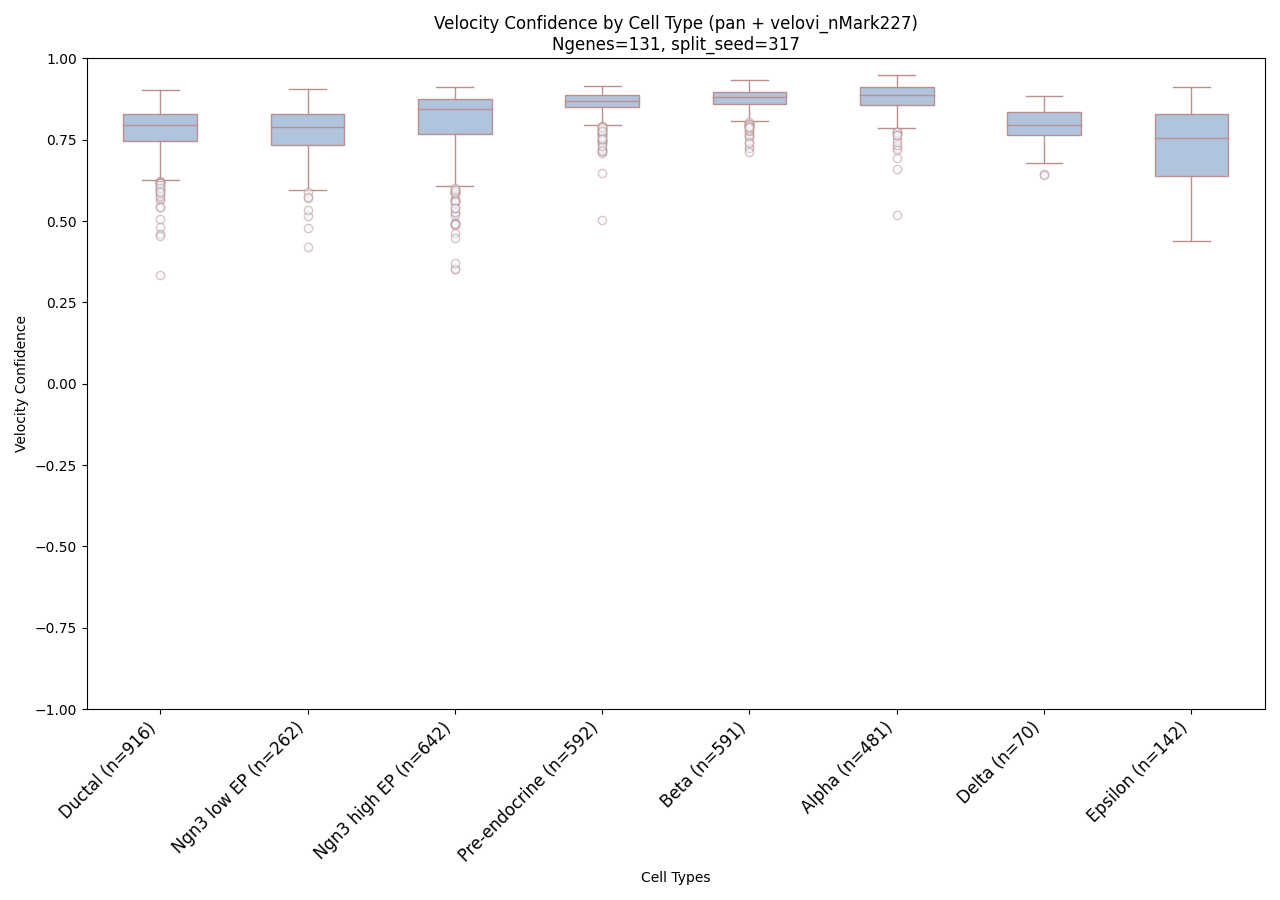 Velocity Confidence by Cell Type (pan + velovi_nMark227)
Ngenes=131, split_seed=317
1.00
0.75
0.50
0.25
0.00
−0.25
−0.50
−0.75
−1.00
Velocity Confidence
Ductal (n=916)
Ngn3 low EP (n=262)
Ngn3 high EP (n=642)
Pre-endocrine (n=592)
Beta (n=591)
Alpha (n=481)
Delta (n=70)
Epsilon (n=142)
Cell Types